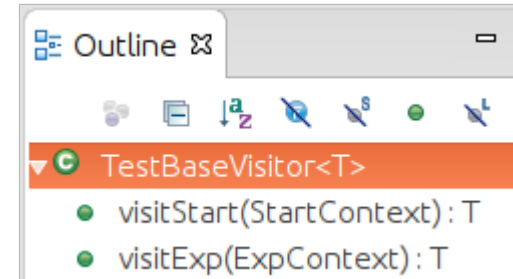 Outline
a
z
S
L
C TestBaseVisitor<T>
visitStart(StartContext) : T
visitExp(ExpContext) : T